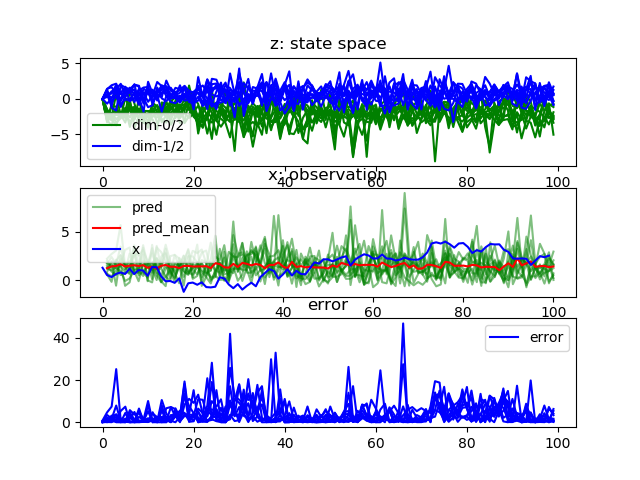 z: state space
5
0
−5
dim-0/2
dim-1/2
0 20 40 60 80 100
x: observation
5
0
pred
pred_mean
x
0 20 40 60 80 100
error
40
20
0
error
0 20 40 60 80 100